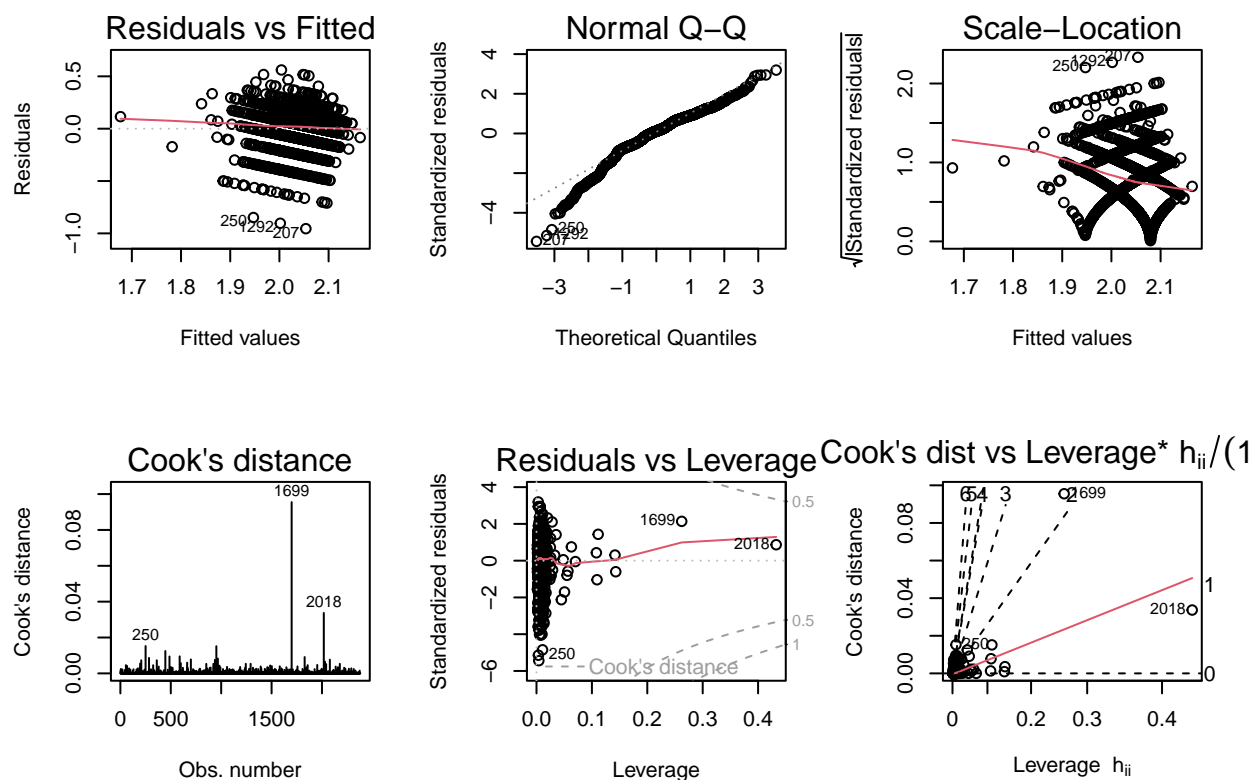 Residuals vs Fitted
Residuals
0.5
0.0
−1.0
250
1292
207
1.7 1.8 1.9 2.0 2.1
Fitted values
Normal Q−Q
Standardized residuals
4
2
0
−4
250
1292
207
−3 −1 1 3
Theoretical Quantiles
Scale−Location
√|Standardized residuals|
2.0
1.0
0.0
250
1292
207
1.7 1.8 1.9 2.0 2.1
Fitted values
Cook's distance
Cook's distance
0.08
0.04
0.00
1699
2018
250
0 500 1500
Obs. number
Residuals vs Leverage
Standardized residuals
4
2
0
−2
−6
1699
2018
250
Cook's distance
0.5
0.5
1
0.0 0.1 0.2 0.3 0.4
Leverage
Cook's dist vs Leverage* hii/(1
Cook's distance
0.08
0.04
0.00
6 5 4 3 2
1699
2018
250
1
0
0 0.1 0.2 0.4
Leverage hii